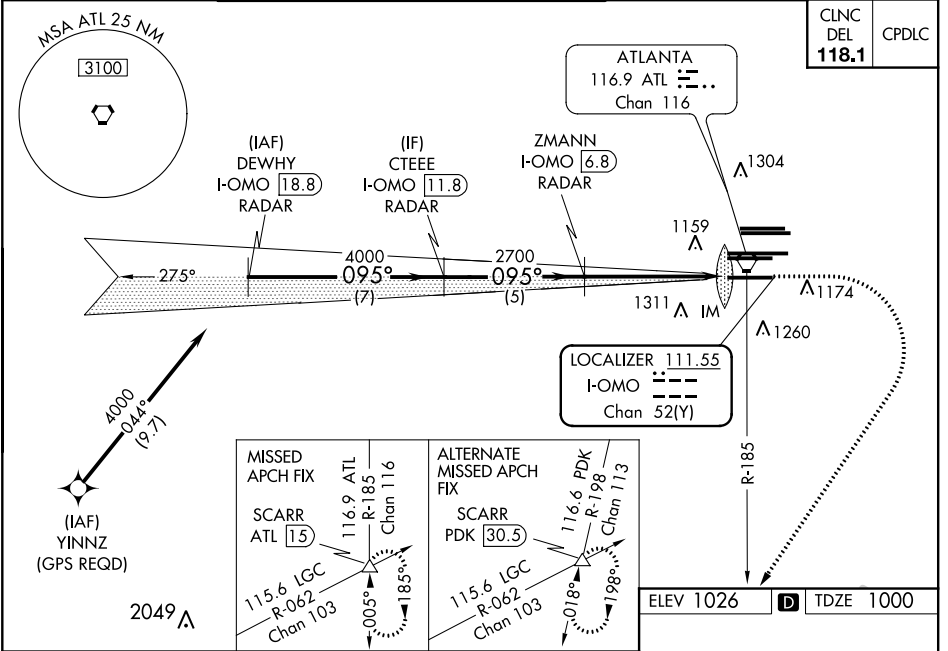 MSA ATL 25 NM
3100
CLNC
DEL
118.1
CPDLC
ATLANTA
116.9 ATL
Chan 116
(IAF)
DEWHY
I-OMO 18.8
RADAR
(IF)
CTEEE
I-OMO 11.8
RADAR
ZMANN
I-OMO 6.8
RADAR
1304
1159
275°
4000
095°
(7)
2700
095°
(5)
1311
IM
1174
1260
LOCALIZER 111.55
I-OMO
Chan 52(Y)
R-185
4000
044°
(9.7)
(IAF)
YINNZ
(GPS REQD)
2049
MISSED
APCH FIX
SCARR
ATL 15
116.9 ATL
R-185
Chan 116
115.6 LGC
R-062
Chan 103
005°
185°
ALTERNATE
MISSED APCH
FIX
SCARR
PDK 30.5
116.6 PDK
R-198
Chan 113
115.6 LGC
R-062
Chan 103
018°
198°
ELEV 1026
D
TDZE 1000